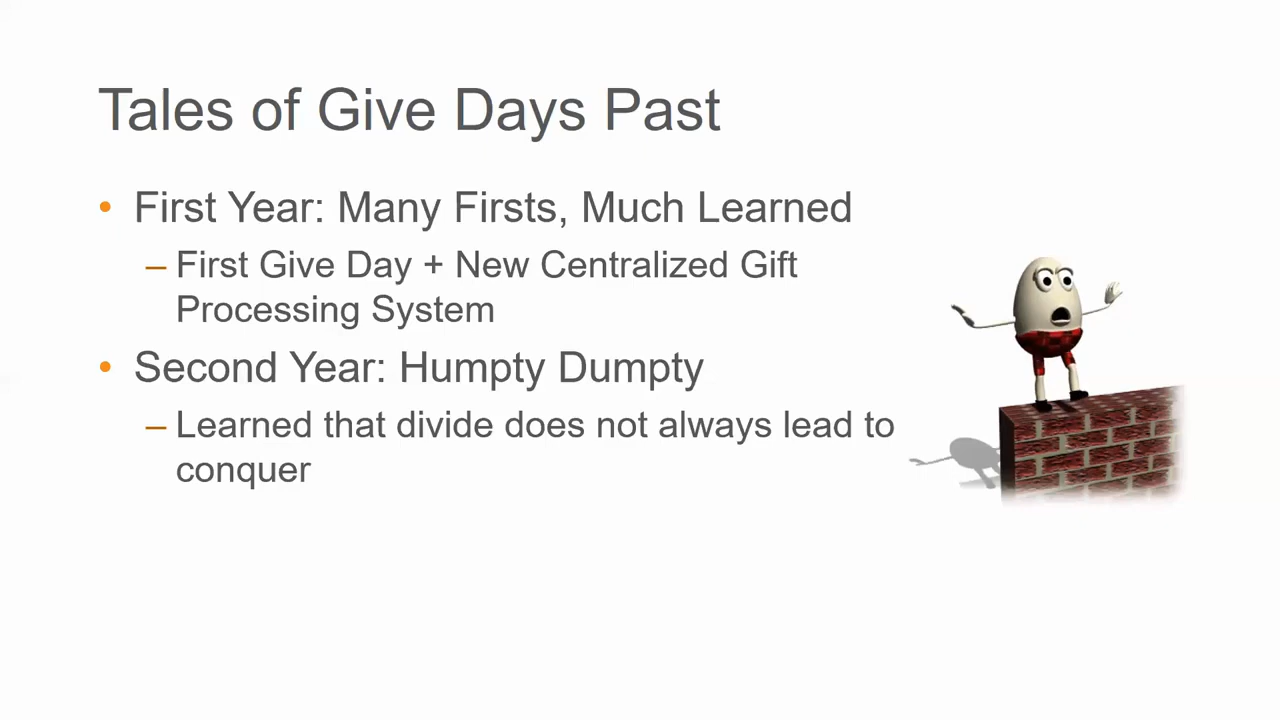 Tales of Give Days Past
• First Year: Many Firsts, Much Learned
– First Give Day + New Centralized Gift
Processing System
• Second Year: Humpty Dumpty
– Learned that divide does not always lead to
conquer